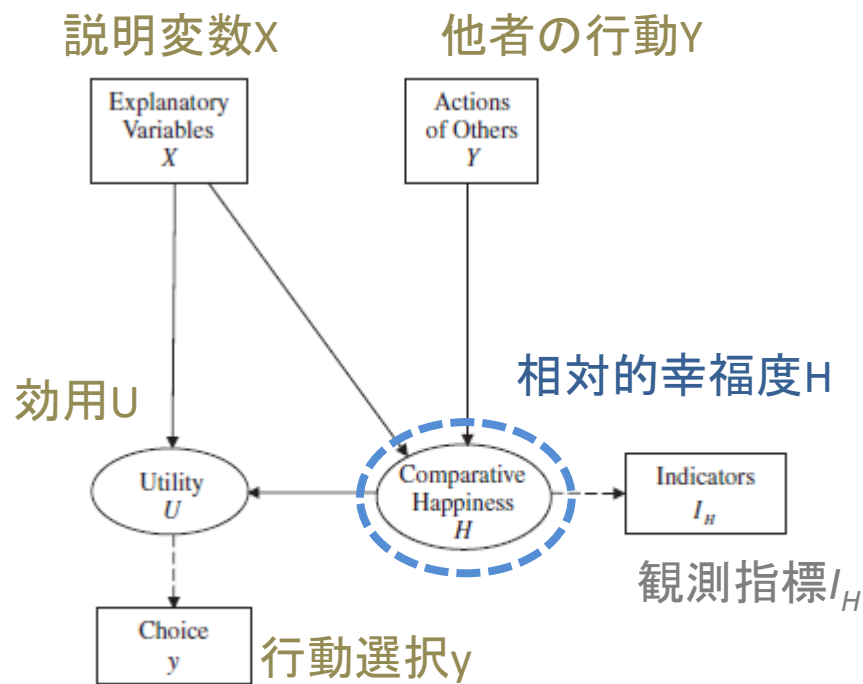 説明変数X
他者の行動Y
Explanatory
Variables
X
Actions
of Others
Y
相対的幸福度H
効用U
Utility
U
Comparative
Happiness
H
Indicators
I_H
観測指標I_H
Choice
y
行動選択y